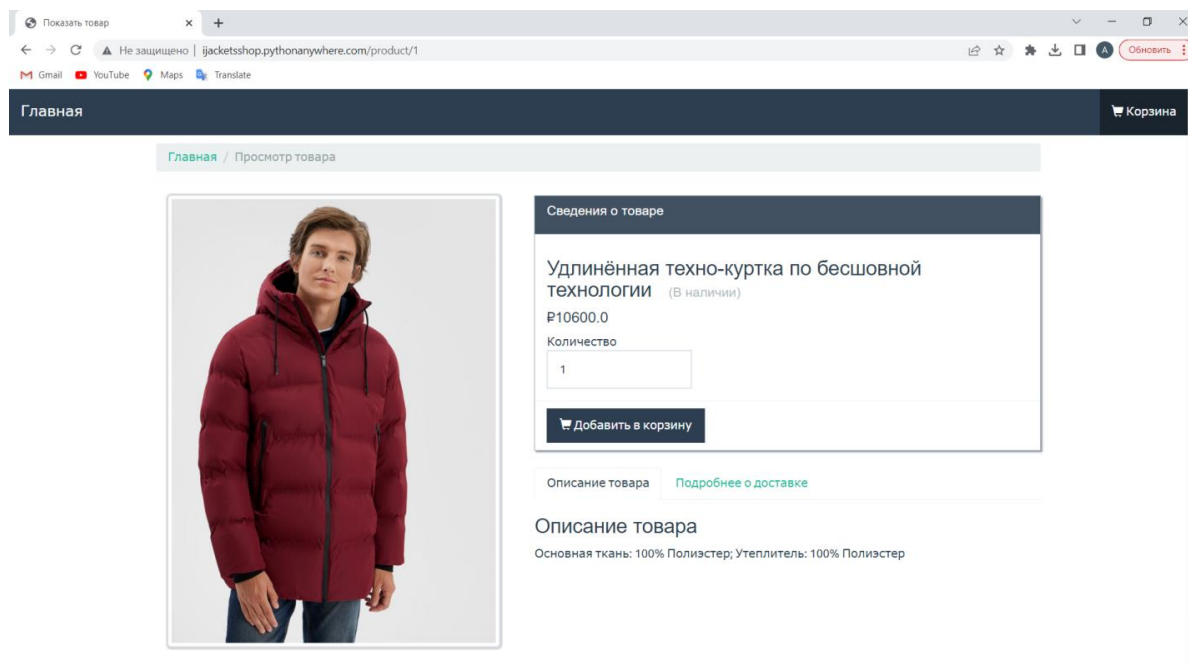 Показать товар
Не защищено | ijacketsshop.pythonanywhere.com/product/1
А
Обновить
Gmail YouTube Maps Translate
Главная
Корзина
Главная / Просмотр товара
Сведения о товаре
Удлинённая техно-куртка по бесшовной
технологии (В наличии)
₽10600.0
Количество
1
Добавить в корзину
Описание товара Подробнее о доставке
Описание товара
Основная ткань: 100% Полиэстер; Утеплитель: 100% Полиэстер